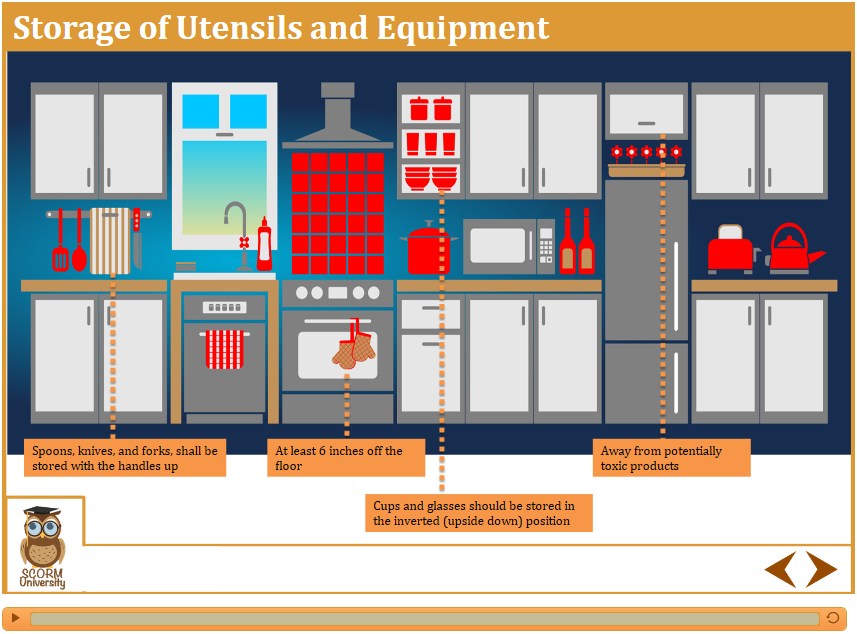 Storage of Utensils and Equipment
Spoons, knives, and forks, shall be
stored with the handles up
At least 6 inches off the
floor
Cups and glasses should be stored in
the inverted (upside down) position
Away from potentially
toxic products
SCORM
University